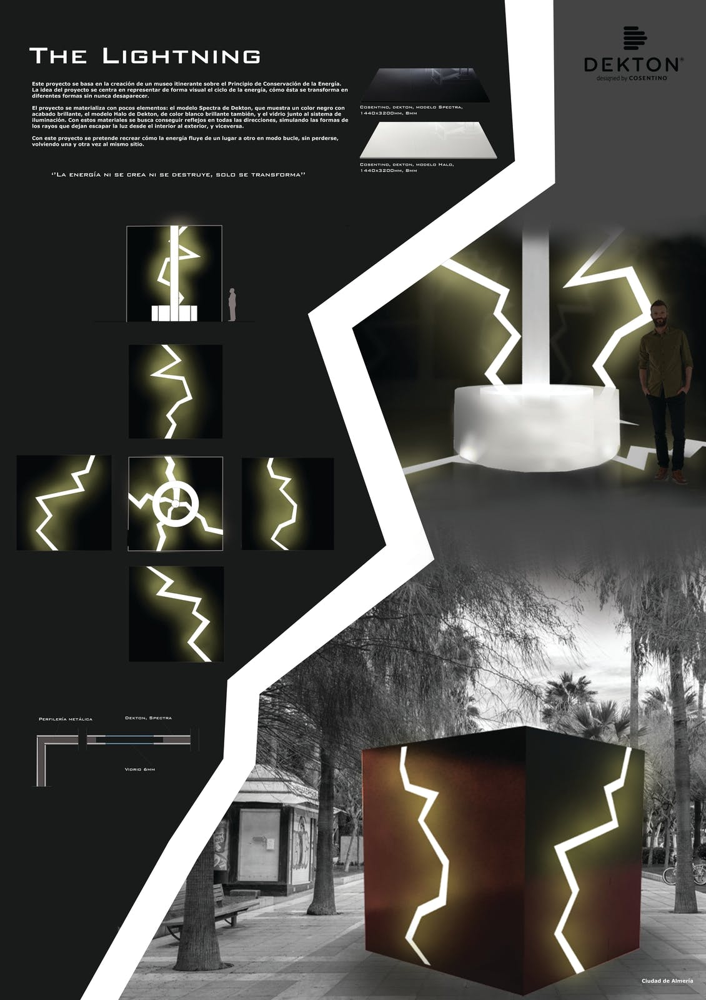 THE LIGHTNING
Este proyecto se basa en la creación de un museo itinerante sobre el Principio de Conservación de la Energía.
La idea del proyecto se centra en representar de forma visual el ciclo de la energía, cómo ésta se transforma en
diferentes formas sin nunca desaparecer.
El proyecto se materializa con pocos elementos: el modelo Spectra de Dekton, que muestra un color negro con
acabado brillante, el modelo Halo de Dekton, de color blanco brillante también, y el vidrio junto al sistema de
iluminación. Con estos materiales se busca conseguir reflejos en todas las direcciones, simulando las formas de
los rayos que dejan escapar la luz desde el interior al exterior, y viceversa.
Con este proyecto se pretende recrear cómo la energía fluye de un lugar a otro en modo bucle, sin perderse,
volviendo una y otra vez al mismo sitio.
‘’LA ENERGÍA NI SE CREA NI SE DESTRUYE, SOLO SE TRANSFORMA’’
COSENTINO, DEKTON, MODELO SPECTRA,
1440X3200MM, 8MM
COSENTINO, DEKTON, MODELO HALO,
1440X3200MM, 8MM
DEKTON®
designed by COSENTINO
PERFILERÍA METÁLICA
DEKTON, SPECTRA
VIDRIO 6MM
Ciudad de Almería